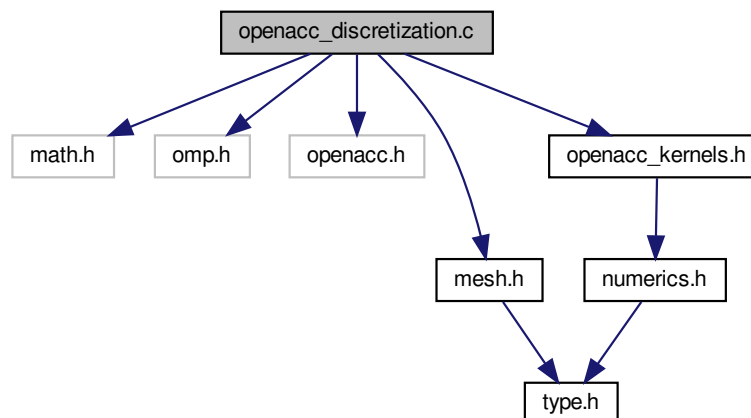 openacc_discretization.c
math.h
omp.h
openacc.h
openacc_kernels.h
mesh.h
numerics.h
type.h